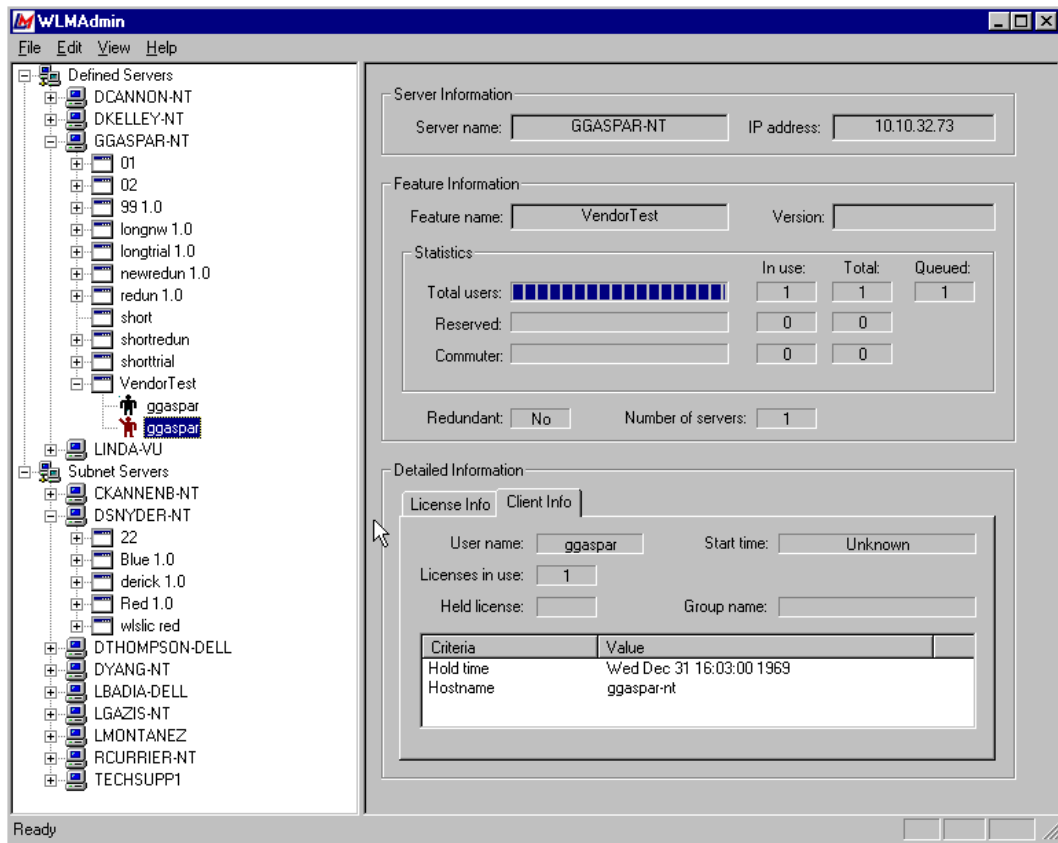 WLMAdmin
File Edit View Help
Defined Servers
DCANNON-NT
DKELLEY-NT
GGASPAR-NT
01
02
99 1.0
longnw 1.0
longtrial 1.0
newredun 1.0
redun 1.0
short
shortredun
shorttrial
VendorTest
ggaspar
ggaspar
LINDA-VU
Subnet Servers
CKANNENB-NT
DSNYDER-NT
22
Blue 1.0
derick 1.0
Red 1.0
wlslic red
DTHOMPSON-DELL
DYANG-NT
LBADIA-DELL
LGAZIS-NT
LMONTANEZ
RCURRIER-NT
TECHSUPP1
Server Information
Server name: GGASPAR-NT IP address: 10.10.32.73
Feature Information
Feature name: VendorTest Version:
Statistics
In use: Total: Queued:
Total users: 1 1 1
Reserved: 0 0
Commuter: 0 0
Redundant: No Number of servers: 1
Detailed Information
License Info Client Info
User name: ggaspar Start time: Unknown
Licenses in use: 1
Held license: Group name:
Criteria Value
Hold time Wed Dec 31 16:03:00 1969
Hostname ggaspar-nt
Ready